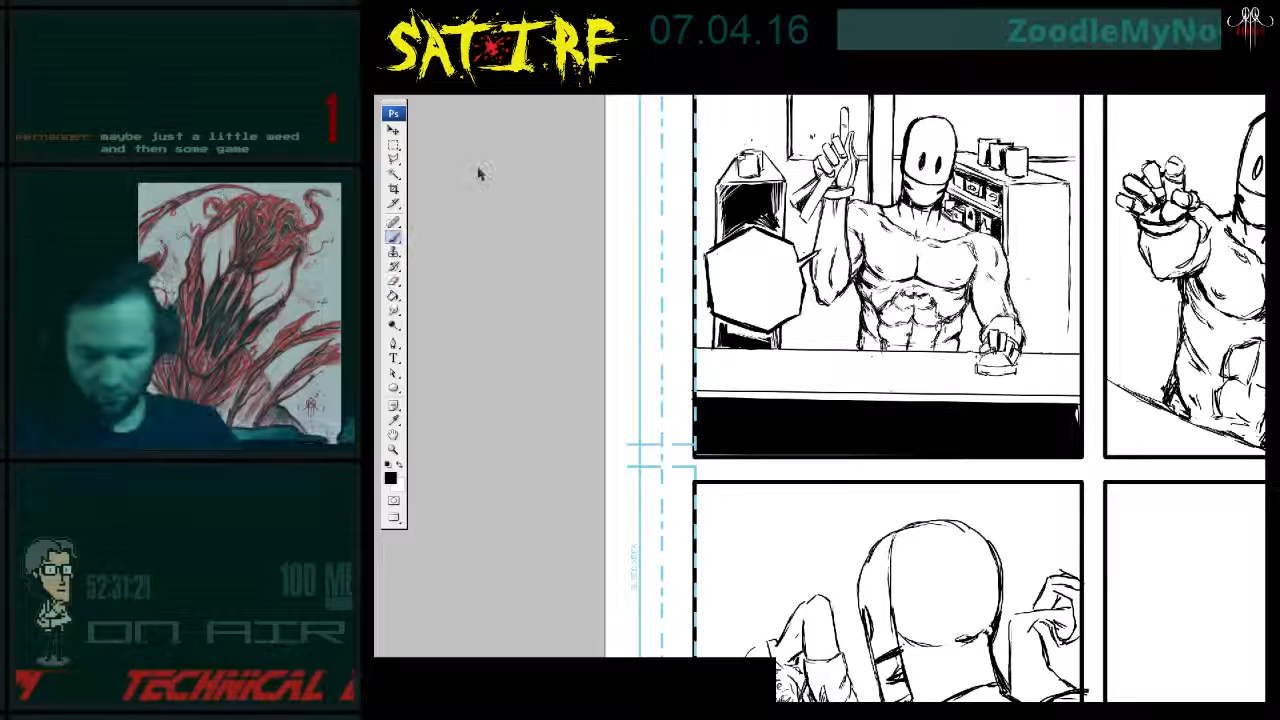 SATIRE
07.04.16
ZoodleMyNo
1
maybe just a little weed
and then some game
Ps
T
52:31:21
100
ON AIR
TECHNICAL